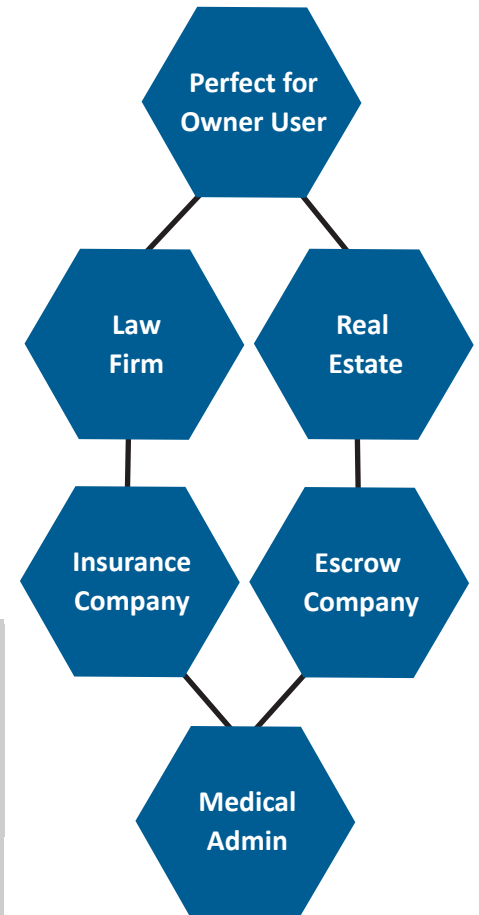 Perfect for
Owner User
Law
Firm
Real
Estate
Insurance
Company
Escrow
Company
Medical
Admin